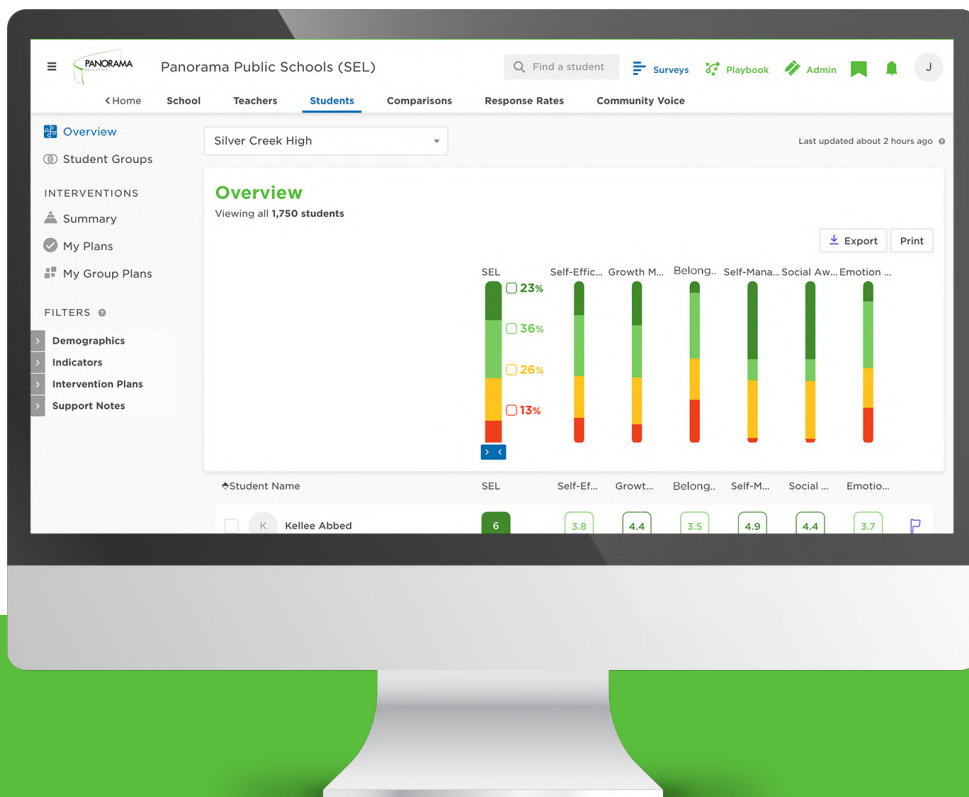 PANORAMA
EDUCATION
Panorama Public Schools (SEL)
Find a student
Surveys
Playbook
Admin
J
Home
School
Teachers
Students
Comparisons
Response Rates
Community Voice
Overview
Student Groups
INTERVENTIONS
Summary
My Plans
My Group Plans
FILTERS
Demographics
Indicators
Intervention Plans
Support Notes
Silver Creek High
Last updated about 2 hours ago
Overview
Viewing all 1,750 students
Export
Print
SEL Self-Effic... Growth M... Belong.. Self-Mana... Social Aw... Emotion ...
23%
36%
26%
13%
Student Name SEL Self-Ef... Growt... Belong.. Self-M... Social ... Emotio...
K Kellee Abbed 6 3.8 4.4 3.5 4.9 4.4 3.7